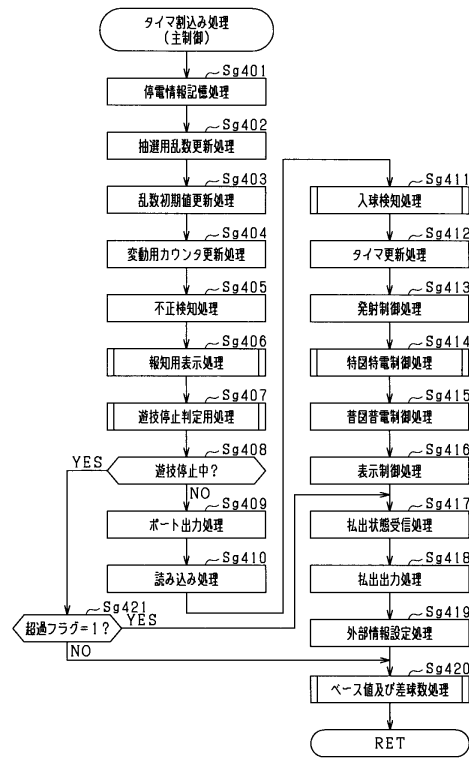 タイマ割込み処理
(主制御)
Sg401
停電情報記憶処理
Sg402
抽選用乱数更新処理
Sg403
乱数初期値更新処理
Sg404
変動用カウンタ更新処理
Sg405
不正検知処理
Sg406
報知用表示処理
Sg407
遊技停止判定用処理
Sg408
遊技停止中?
YES
NO
Sg409
ポート出力処理
Sg410
読み込み処理
Sg421
超過フラグ=1?
YES
NO
Sg411
入球検知処理
Sg412
タイマ更新処理
Sg413
発射制御処理
Sg414
特図特電制御処理
Sg415
普図普電制御処理
Sg416
表示制御処理
Sg417
払出状態受信処理
Sg418
払出出力処理
Sg419
外部情報設定処理
Sg420
ベース値及び差球数処理
RET